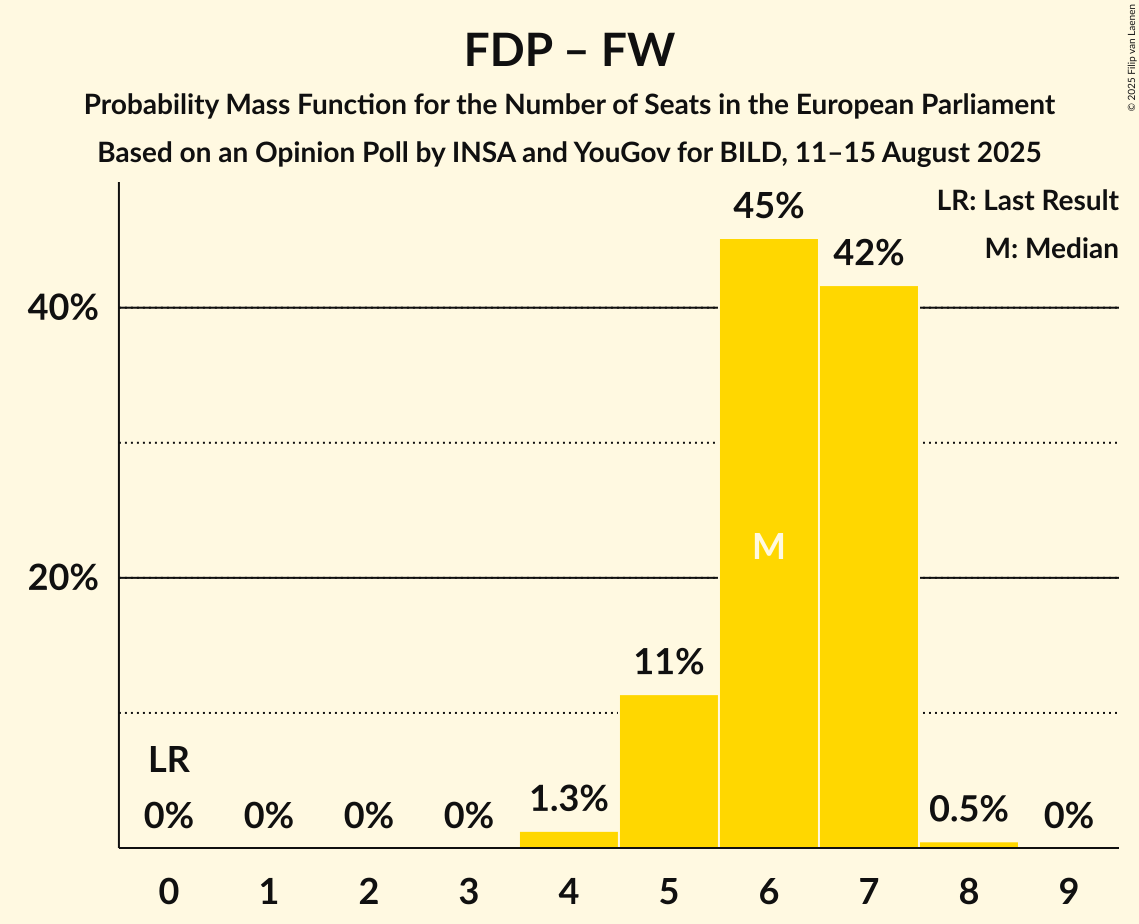 FDP – FW
Probability Mass Function for the Number of Seats in the European Parliament
Based on an Opinion Poll by INSA and YouGov for BILD, 11–15 August 2025
© 2025 Filip van Laenen
LR: Last Result
M: Median
45%
42%
40%
M
20%
11%
LR
0%
0%
0%
0%
1.3%
0.5%
0%
0
1
2
3
4
5
6
7
8
9